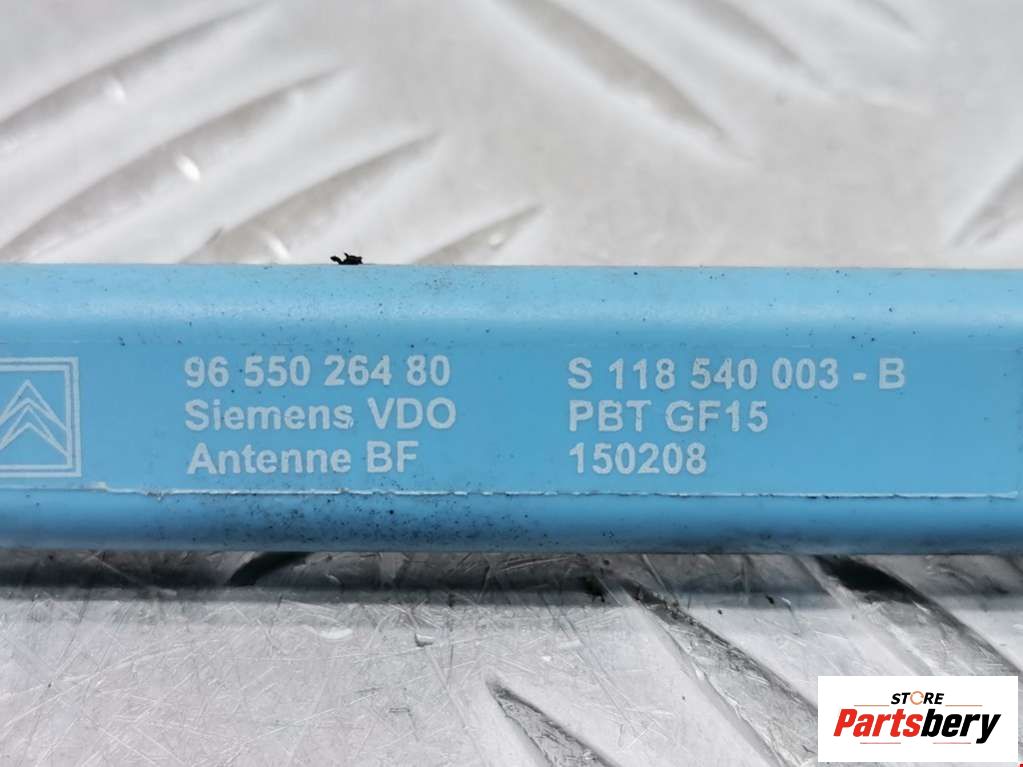 96 550 264 80
Siemens VDO
Antenne BF
S 118 540 003 - B
PBT GF15
150208
STORE
Partsbery